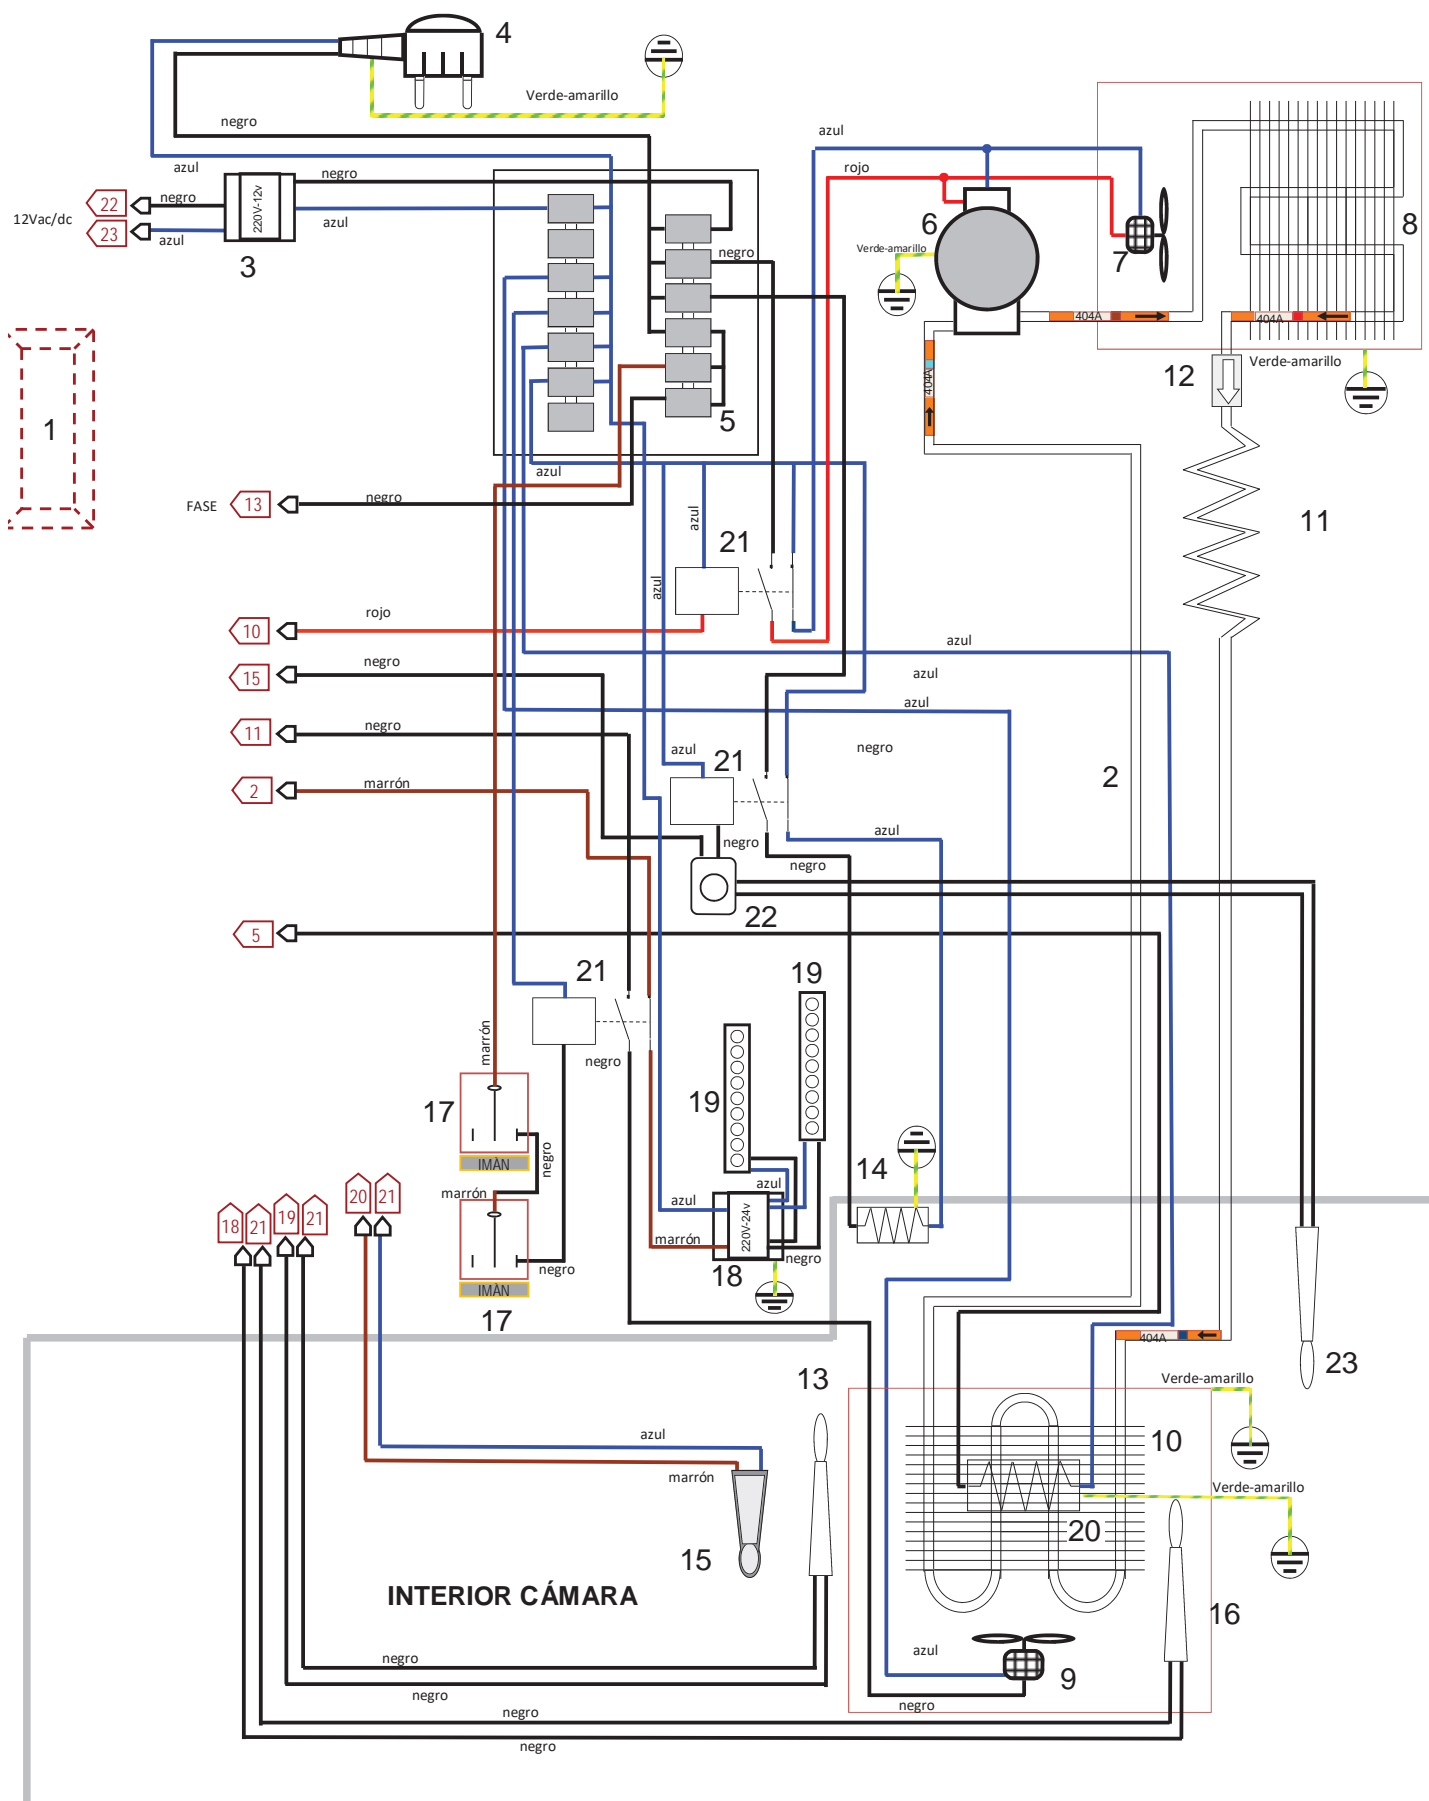 4
Verde-amarillo
negro
azul
azul
rojo
negro
22
negro
12Vac/dc
23
azul
220V-12v
azul
3
negro
6
Verde-amarillo
7
8
404A
404A
Verde-amarillo
12
404A
1
5
azul
FASE
13
negro
azul
21
11
azul
rojo
10
azul
15
negro
azul
azul
11
negro
azul
21
negro
2
2
marrón
azul
negro
negro
22
5
21
19
marrón
negro
19
17
negro
IMÀN
14
20
21
marrón
azul
azul
220V-24v
18
21
19
21
marrón
negro
18
negro
IMÀN
17
404A
23
13
Verde-amarillo
azul
10
marrón
Verde-amarillo
20
15
INTERIOR CÁMARA
16
azul
negro
9
negro
negro
negro
negro